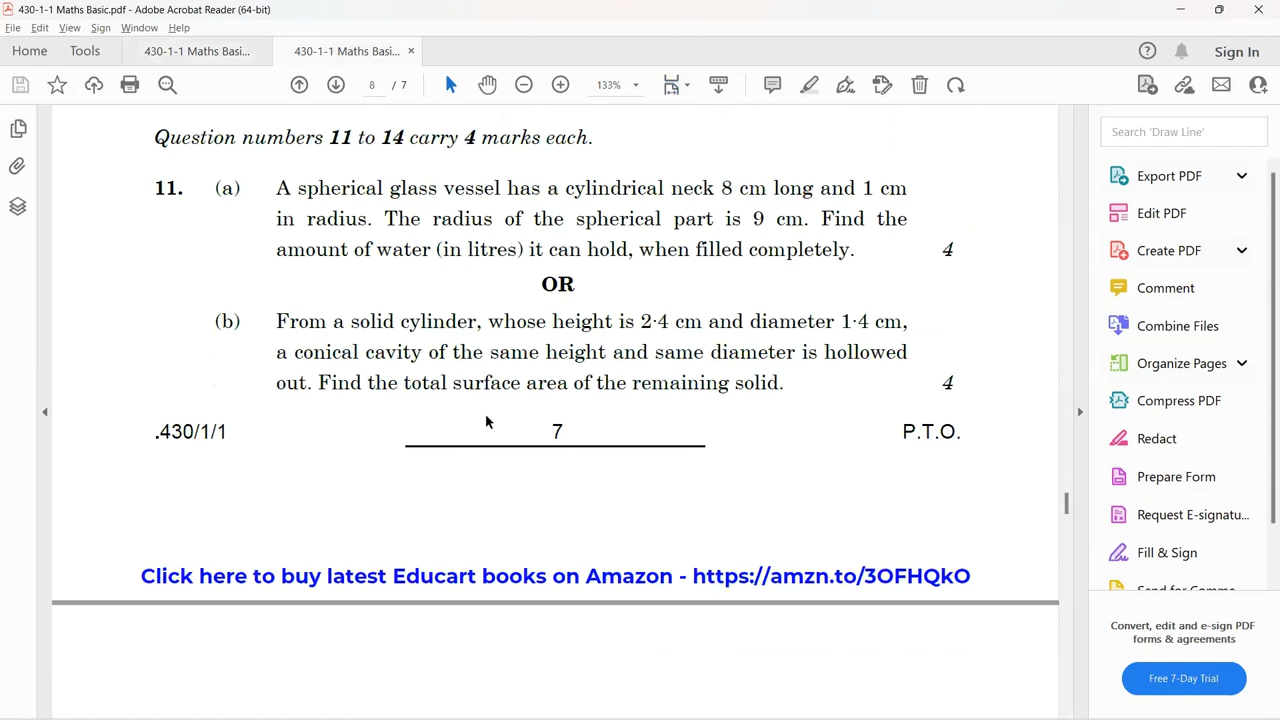 430-1-1 Maths Basic.pdf - Adobe Acrobat Reader (64-bit)
File Edit View Sign Window Help
Home Tools 430-1-1 Maths Basi... 430-1-1 Maths Basi... × Sign In
8 / 7 133%
Question numbers 11 to 14 carry 4 marks each.
11. (a) A spherical glass vessel has a cylindrical neck 8 cm long and 1 cm
in radius. The radius of the spherical part is 9 cm. Find the
amount of water (in litres) it can hold, when filled completely. 4
OR
(b) From a solid cylinder, whose height is 2·4 cm and diameter 1·4 cm,
a conical cavity of the same height and same diameter is hollowed
out. Find the total surface area of the remaining solid. 4
.430/1/1 7 P.T.O.
Click here to buy latest Educart books on Amazon - https://amzn.to/3OFHQkO
Search 'Draw Line'
Export PDF
Edit PDF
Create PDF
Comment
Combine Files
Organize Pages
Compress PDF
Redact
Prepare Form
Request E-signatu...
Fill & Sign
Send for Comme...
Convert, edit and e-sign PDF
forms & agreements
Free 7-Day Trial